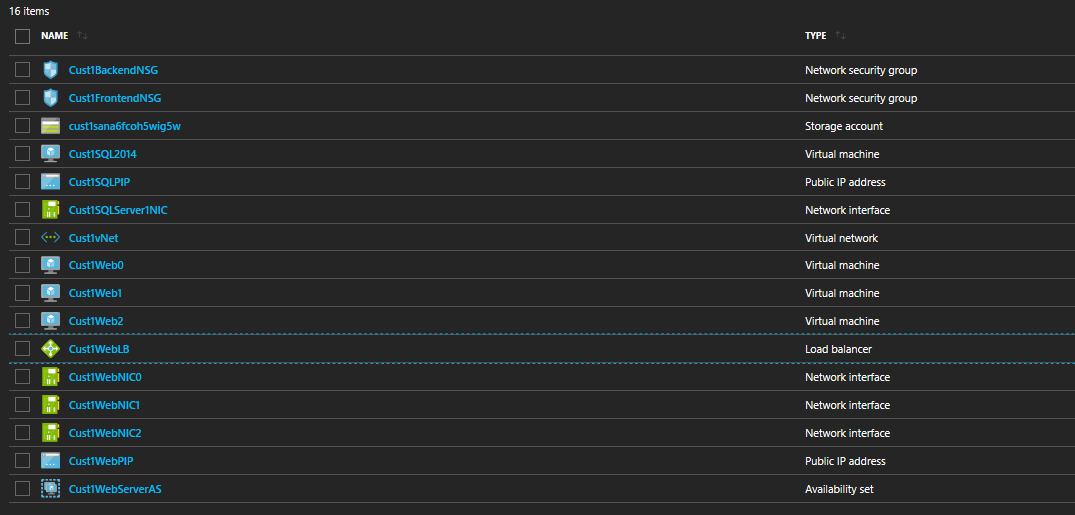 16 items
NAME TYPE
Cust1BackendNSG Network security group
Cust1FrontendNSG Network security group
cust1sana6fcoh5wig5w Storage account
Cust1SQL2014 Virtual machine
Cust1SQLPIP Public IP address
Cust1SQLServer1NIC Network interface
Cust1vNet Virtual network
Cust1Web0 Virtual machine
Cust1Web1 Virtual machine
Cust1Web2 Virtual machine
Cust1WebLB Load balancer
Cust1WebNIC0 Network interface
Cust1WebNIC1 Network interface
Cust1WebNIC2 Network interface
Cust1WebPIP Public IP address
Cust1WebServerAS Availability set